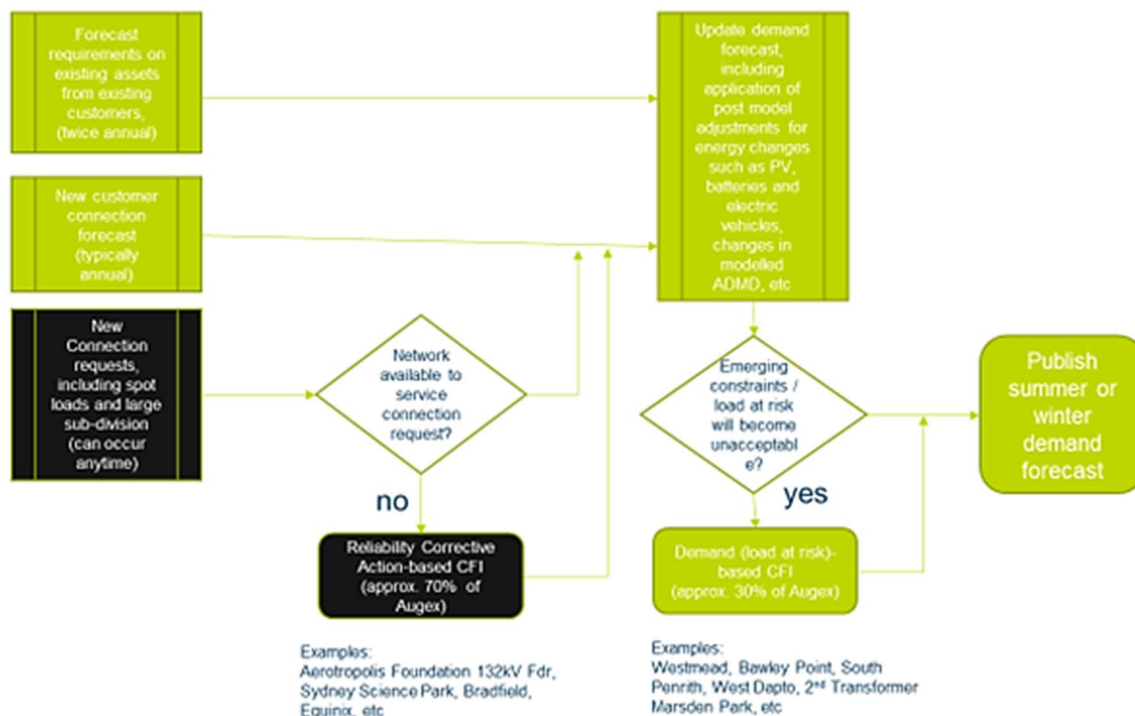 Forecast
requirements on
existing assets
from existing
customers,
(twice annual)
New customer
connection
forecast
(typically
annual)
New
Connection
requests,
including spot
loads and large
sub-division
(can occur
anytime)
Network
available to
service
connection
request?
no
Reliability Corrective
Action-based CFI
(approx. 70% of
Augex)
Examples:
Aerotropolis Foundation 132kV Fdr,
Sydney Science Park, Bradfield,
Equinix, etc
Update demand
forecast,
including
application of
post model
adjustments for
energy changes
such as PV,
batteries and
electric
vehicles,
changes in
modelled
ADMD, etc
Emerging
constraints /
load at risk
will become
unacceptabl
e?
yes
Demand (load at risk)-
based CFI
(approx. 30% of Augex)
Examples:
Westmead, Bawley Point, South
Penrith, West Dapto, 2nd Transformer
Marsden Park, etc
Publish
summer or
winter
demand
forecast